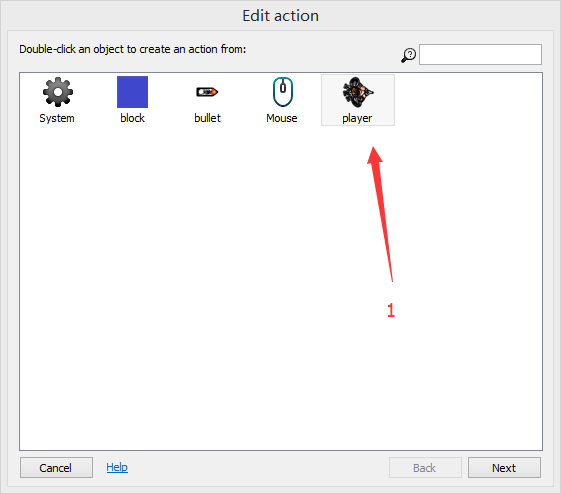 Edit action
Double-click an object to create an action from:
System block bullet Mouse player
1
Cancel Help Back Next